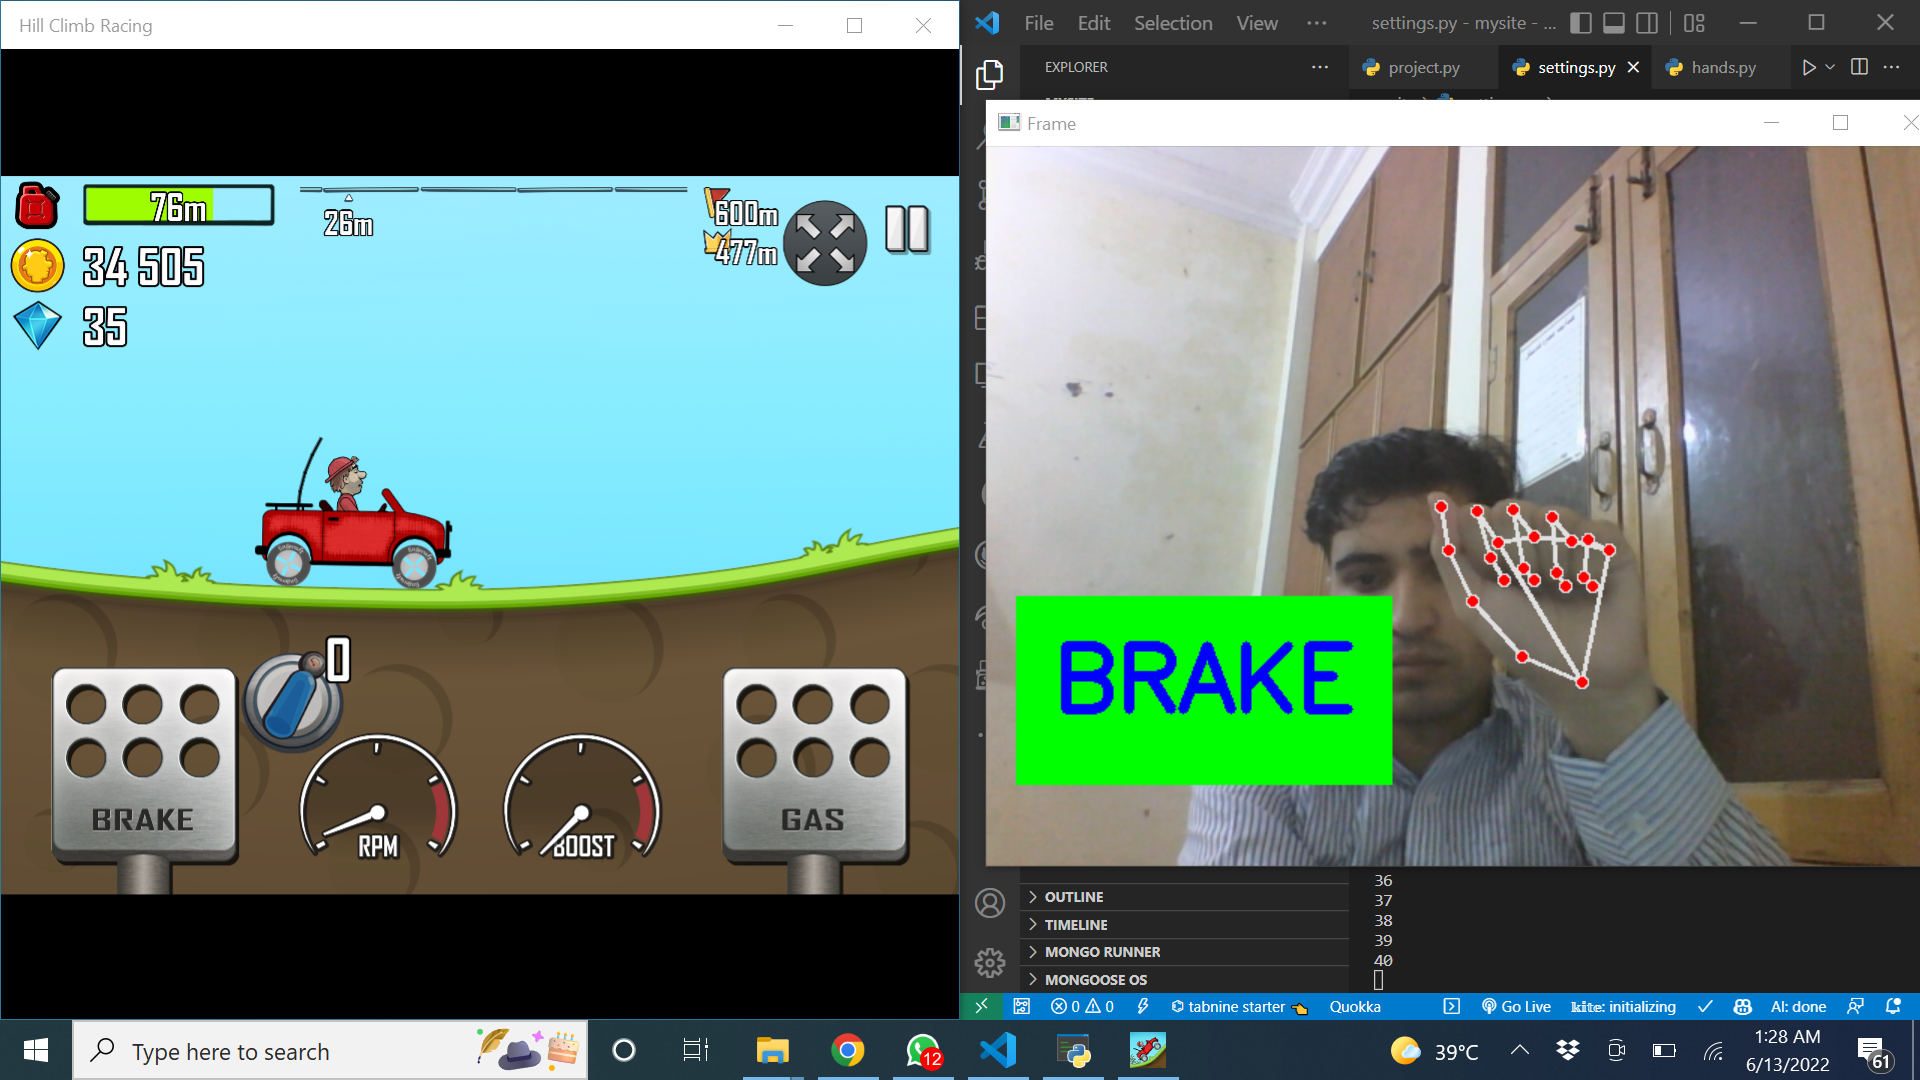 Hill Climb Racing
76m
26m
600m
477m
34 505
35
0
BRAKE
RPM
BOOST
GAS
File Edit Selection View ··· settings.py - mysite - ...
EXPLORER ···
project.py settings.py hands.py ···
Frame
BRAKE
36
OUTLINE
37
TIMELINE
38
MONGO RUNNER
39
MONGOOSE OS
40
0 0 tabnine starter Quokka Go Live kite: initializing AI: done
Type here to search
12
39°C
1:28 AM
6/13/2022
61